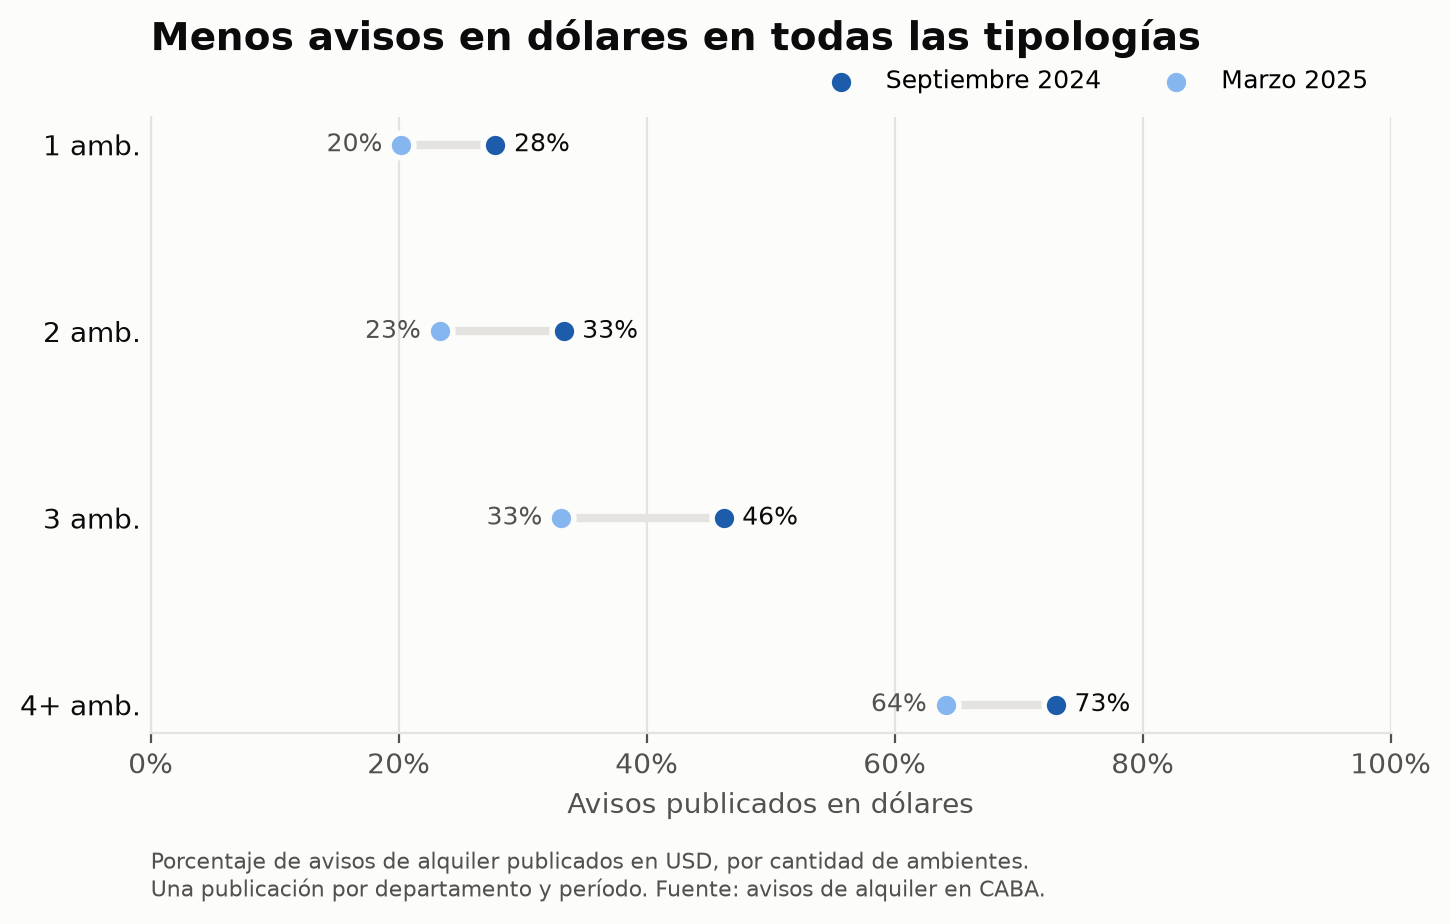 Menos avisos en dólares en todas las tipologías
Septiembre 2024 Marzo 2025
1 amb. 20% 28%
2 amb. 23% 33%
3 amb. 33% 46%
4+ amb. 64% 73%
0% 20% 40% 60% 80% 100%
Avisos publicados en dólares
Porcentaje de avisos de alquiler publicados en USD, por cantidad de ambientes.
Una publicación por departamento y período. Fuente: avisos de alquiler en CABA.